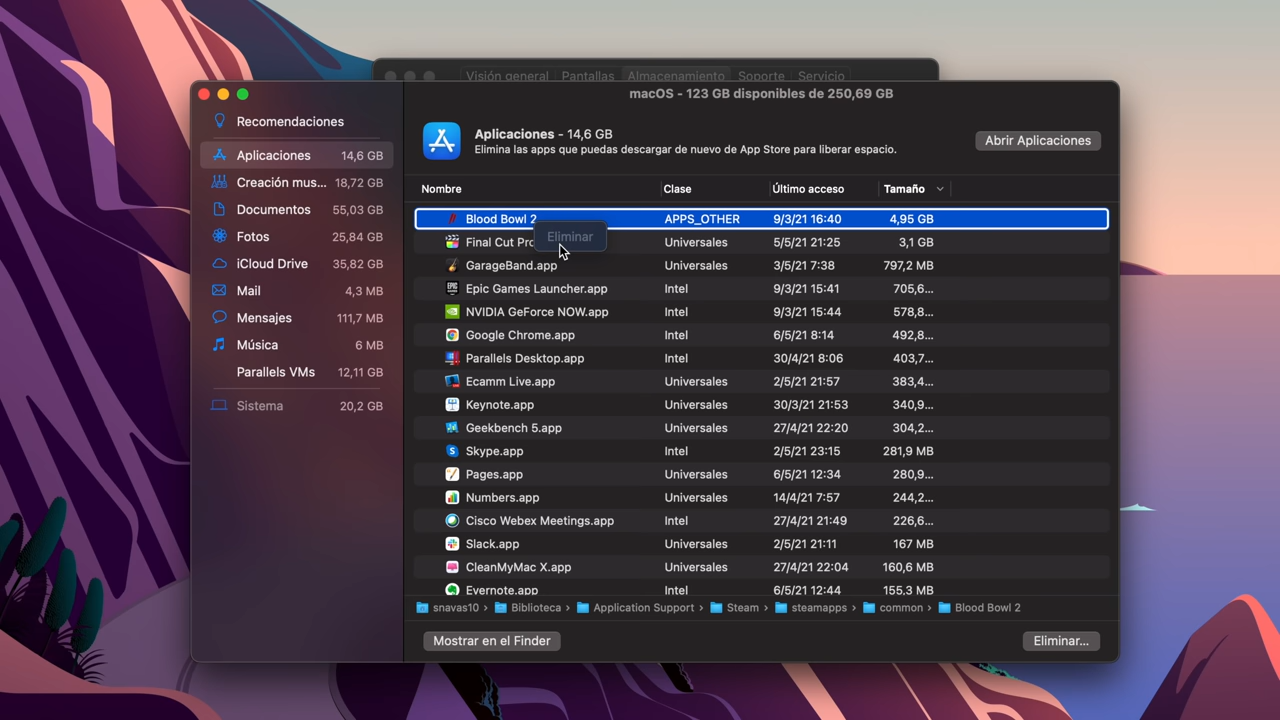 Visión general Pantallas Almacenamiento Soporte Servicio
macOS - 123 GB disponibles de 250,69 GB
Recomendaciones
Aplicaciones 14,6 GB
Creación mus... 18,72 GB
Documentos 55,03 GB
Fotos 25,84 GB
iCloud Drive 35,82 GB
Mail 4,3 MB
Mensajes 111,7 MB
Música 6 MB
Parallels VMs 12,11 GB
Sistema 20,2 GB
Aplicaciones - 14,6 GB
Elimina las apps que puedas descargar de nuevo de App Store para liberar espacio.
Abrir Aplicaciones
Nombre Clase Último acceso Tamaño
Blood Bowl 2 APPS_OTHER 9/3/21 16:40 4,95 GB
Eliminar
Final Cut Pro Universales 5/5/21 21:25 3,1 GB
GarageBand.app Universales 3/5/21 7:38 797,2 MB
Epic Games Launcher.app Intel 9/3/21 15:41 705,6...
NVIDIA GeForce NOW.app Intel 9/3/21 15:44 578,8...
Google Chrome.app Intel 6/5/21 8:14 492,8...
Parallels Desktop.app Intel 30/4/21 8:06 403,7...
Ecamm Live.app Universales 2/5/21 21:57 383,4...
Keynote.app Universales 30/3/21 21:53 340,9...
Geekbench 5.app Universales 27/4/21 22:20 304,2...
Skype.app Intel 2/5/21 23:15 281,9 MB
Pages.app Universales 6/5/21 12:34 280,9...
Numbers.app Universales 14/4/21 7:57 244,2...
Cisco Webex Meetings.app Intel 27/4/21 21:49 226,6...
Slack.app Universales 2/5/21 21:11 167 MB
CleanMyMac X.app Universales 27/4/21 22:04 160,6 MB
Evernote.app Intel 6/5/21 12:44 155,3 MB
snavas10 › Biblioteca › Application Support › Steam › steamapps › common › Blood Bowl 2
Mostrar en el Finder
Eliminar...